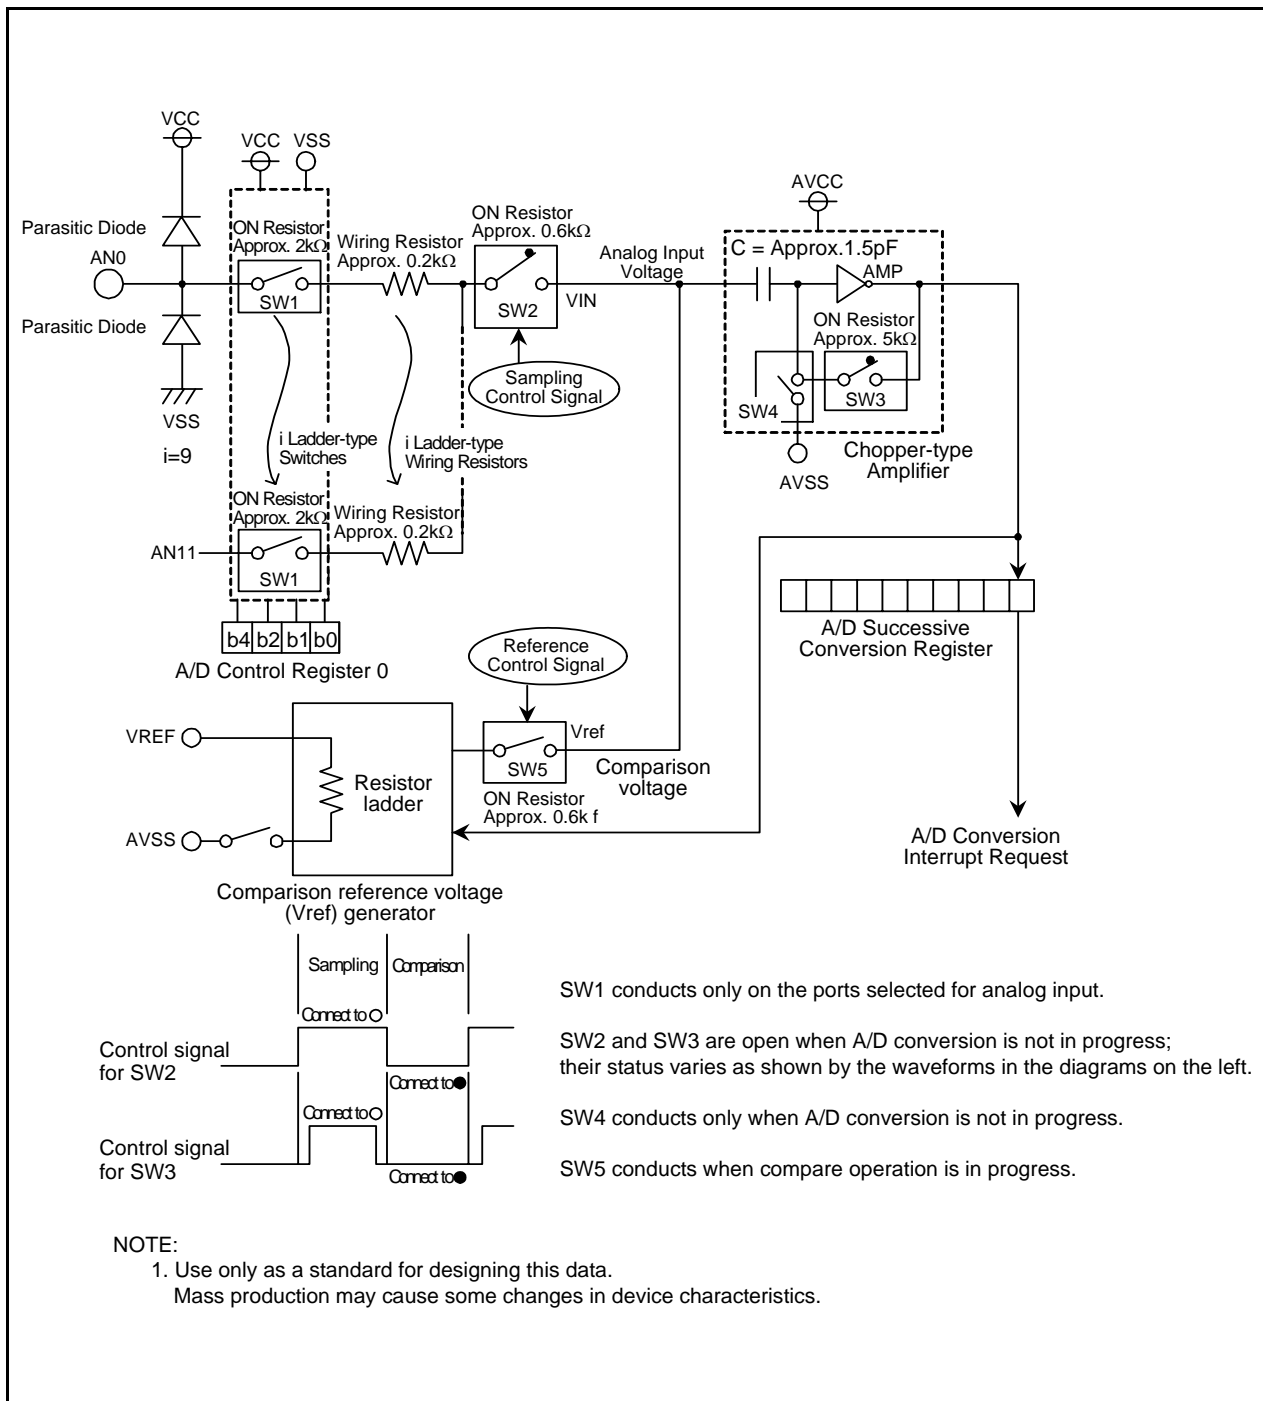 VCC
VCC VSS
Parasitic Diode
AN0
Parasitic Diode
VSS
i=9
ON Resistor
Approx. 2kΩ
SW1
Wiring Resistor
Approx. 0.2kΩ
ON Resistor
Approx. 0.6kΩ
SW2
VIN
Analog Input
Voltage
Sampling
Control Signal
AVCC
C = Approx.1.5pF
AMP
ON Resistor
Approx. 5kΩ
SW3
SW4
AVSS
Chopper-type
Amplifier
i Ladder-type
Switches
i Ladder-type
Wiring Resistors
ON Resistor
Approx. 2kΩ
Wiring Resistor
Approx. 0.2kΩ
AN11
SW1
b4 b2 b1 b0
A/D Control Register 0
A/D Successive
Conversion Register
Reference
Control Signal
VREF
AVSS
Resistor
ladder
Vref
SW5
Comparison
voltage
ON Resistor
Approx. 0.6k f
A/D Conversion
Interrupt Request
Comparison reference voltage
(Vref) generator
Sampling Comparison
Connect to
Control signal
for SW2
Connect to
Connect to
Control signal
for SW3
Connect to
SW1 conducts only on the ports selected for analog input.
SW2 and SW3 are open when A/D conversion is not in progress;
their status varies as shown by the waveforms in the diagrams on the left.
SW4 conducts only when A/D conversion is not in progress.
SW5 conducts when compare operation is in progress.
NOTE:
1. Use only as a standard for designing this data.
Mass production may cause some changes in device characteristics.